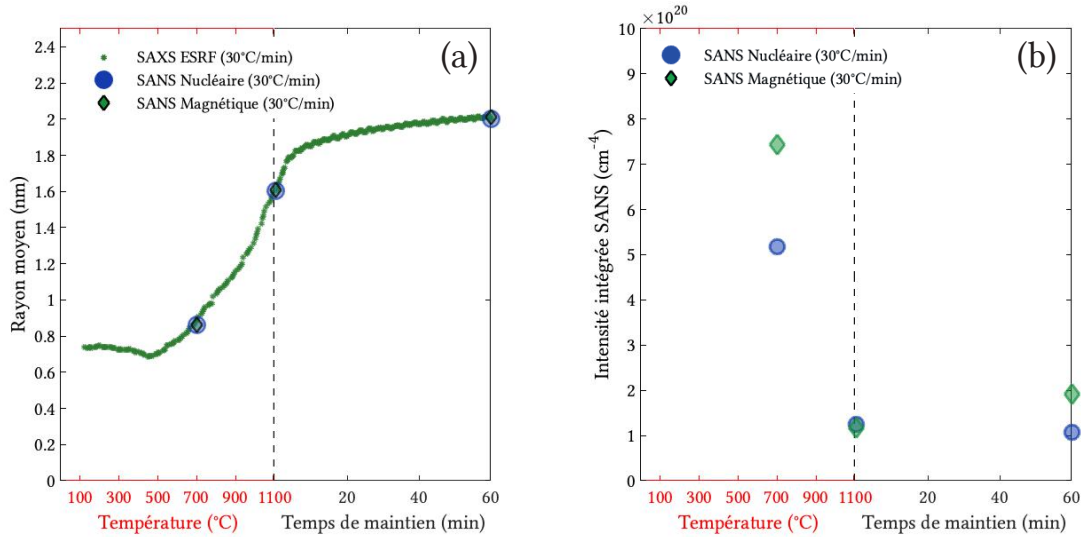 (a)
SAXS ESRF (30°C/min)
SANS Nucléaire (30°C/min)
SANS Magnétique (30°C/min)
Rayon moyen (nm)
2.4
2.2
2
1.8
1.6
1.4
1.2
1
0.8
0.6
0.4
0.2
0
100 300 500 700 900 1100 20 40 60
Température (°C) Temps de maintien (min)
(b)
×10²⁰
SANS Nucléaire (30°C/min)
SANS Magnétique (30°C/min)
Intensité intégrée SANS (cm⁻⁴)
10
9
8
7
6
5
4
3
2
1
0
100 300 500 700 900 1100 20 40 60
Température (°C) Temps de maintien (min)